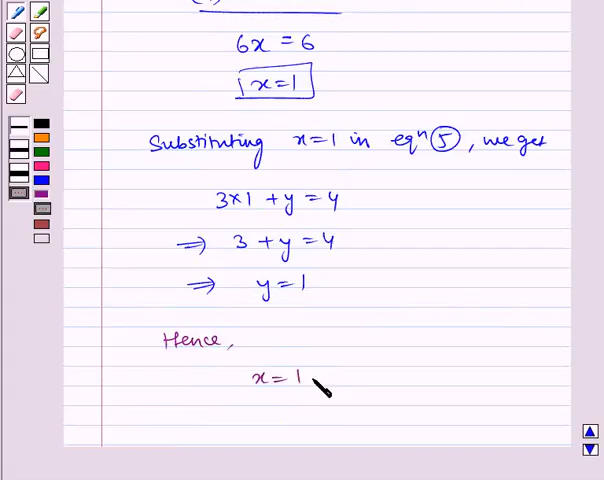 6x = 6
x=1
Substituting x=1 in eqⁿ ⑤, we get
3×1 + y = 4
⇒ 3 + y = 4
⇒ y = 1
Hence,
x = 1